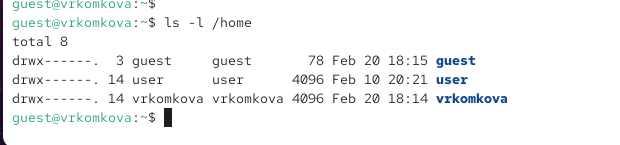 guest@vrkomkova:~$
guest@vrkomkova:~$ ls -l /home
total 8
drwx------.  3 guest     guest       78 Feb 20 18:15 guest
drwx------. 14 user      user      4096 Feb 10 20:21 user
drwx------. 14 vrkomkova vrkomkova 4096 Feb 20 18:14 vrkomkova
guest@vrkomkova:~$